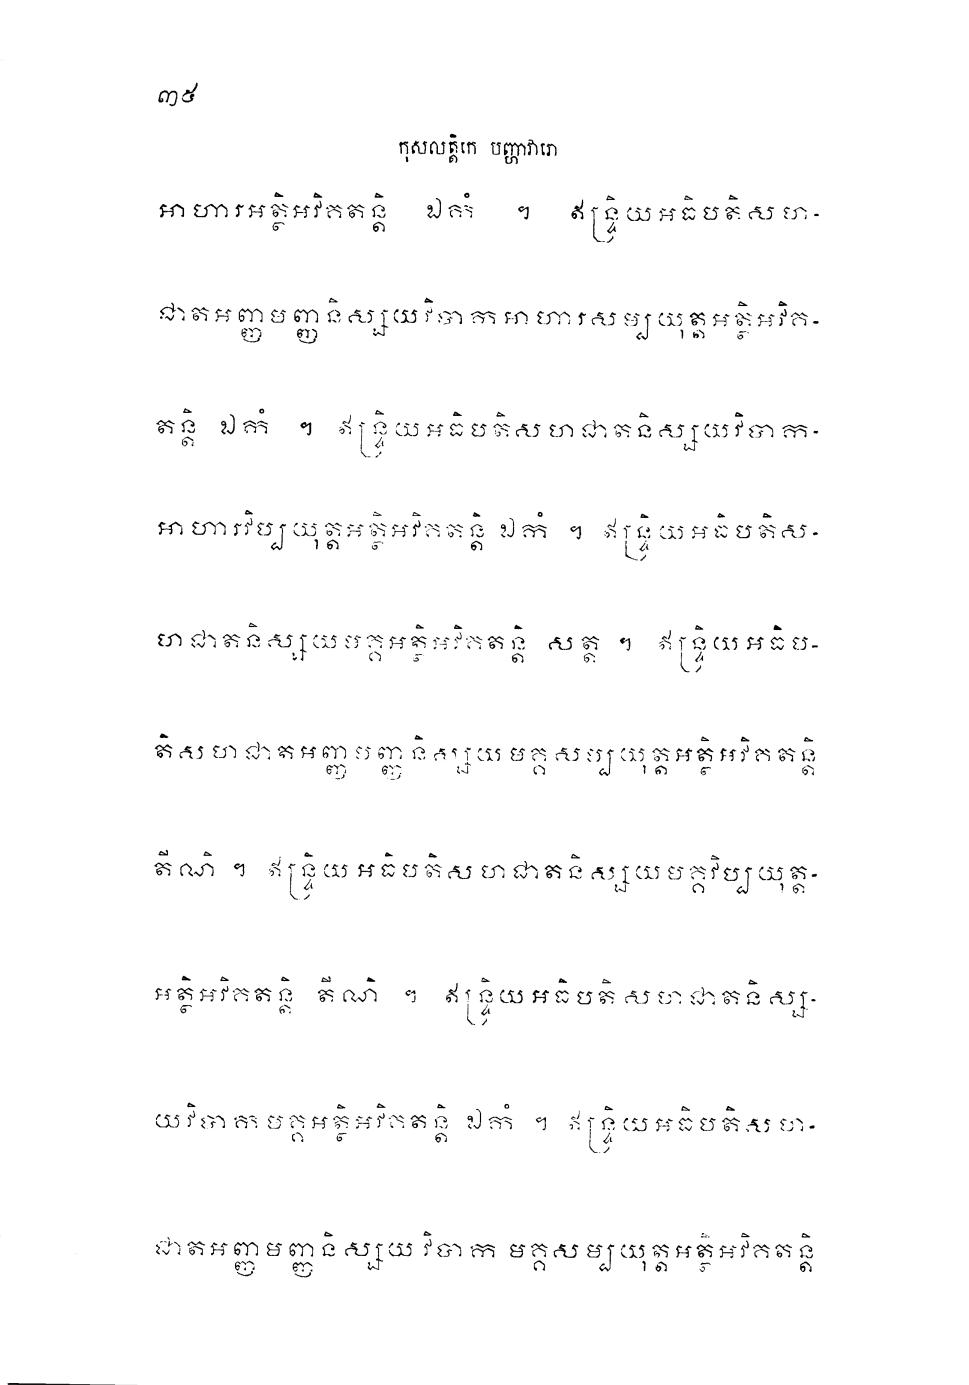 ៣៥
កុសលត្តិកេ បញ្ហាវារោ
អាហារអត្ថិអវិគតន្តិ ឯកំ ។ ឥន្ទ្រិយអធិបតិសហ-
ជាតអញ្ញមញ្ញនិស្សយវិបាកអាហារសម្បយុត្តអត្ថិអវិគ-
តន្តិ ឯកំ ។ ឥន្ទ្រិយអធិបតិសហជាតនិស្សយវិបាក-
អាហារវិប្បយុត្តអត្ថិអវិគតន្តិ ឯកំ ។ ឥន្ទ្រិយអធិបតិស-
ហជាតនិស្សយមគ្គអត្ថិអវិគតន្តិ សត្ត ។ ឥន្ទ្រិយអធិប-
តិសហជាតអញ្ញមញ្ញនិស្សយមគ្គសម្បយុត្តអត្ថិអវិគតន្តិ
តីណិ ។ ឥន្ទ្រិយអធិបតិសហជាតនិស្សយមគ្គវិប្បយុត្ត-
អត្ថិអវិគតន្តិ តីណិ ។ ឥន្ទ្រិយអធិបតិសហជាតនិស្ស-
យវិបាកមគ្គអត្ថិអវិគតន្តិ ឯកំ ។ ឥន្ទ្រិយអធិបតិសហ-
ជាតអញ្ញមញ្ញនិស្សយវិបាកមគ្គសម្បយុត្តអត្ថិអវិគតន្តិ